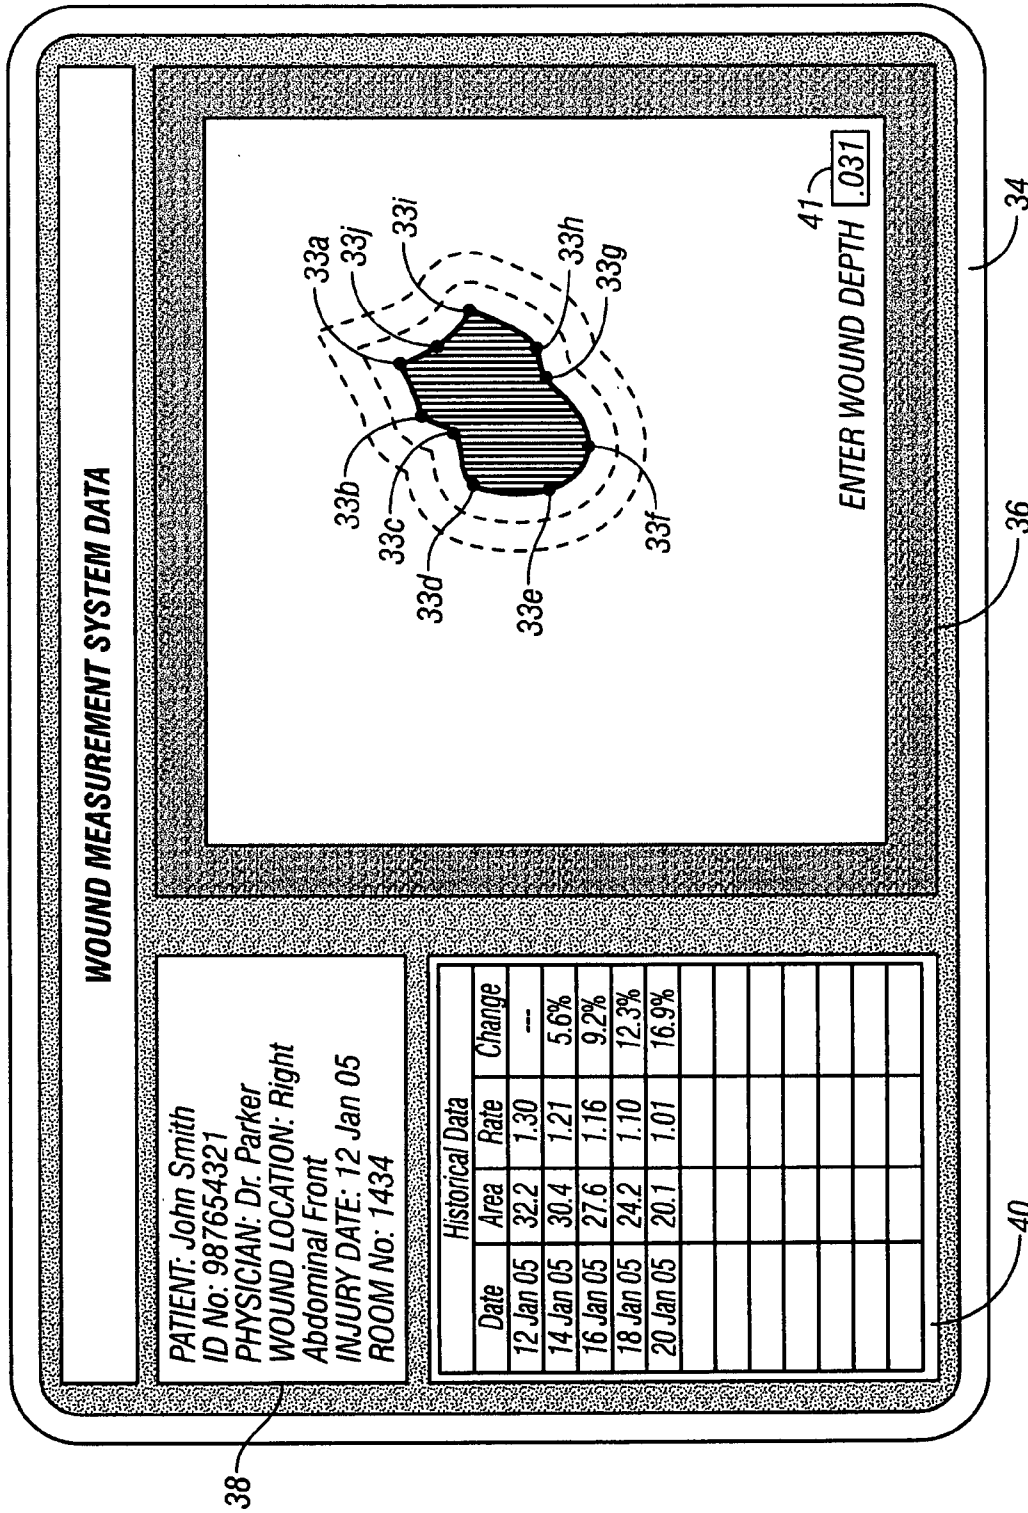 WOUND MEASUREMENT SYSTEM DATA
PATIENT: John Smith
ID No: 987654321
PHYSICIAN: Dr. Parker
WOUND LOCATION: Right
Abdominal Front
INJURY DATE: 12 Jan 05
ROOM No: 1434
38
Historical Data
Date Area Rate Change
12 Jan 05 32.2 1.30 ---
14 Jan 05 30.4 1.21 5.6%
16 Jan 05 27.6 1.16 9.2%
18 Jan 05 24.2 1.10 12.3%
20 Jan 05 20.1 1.01 16.9%
40
33a
33j
33i
33b
33c
33d
33e
33f
33h
33g
41
ENTER WOUND DEPTH .031
36
34